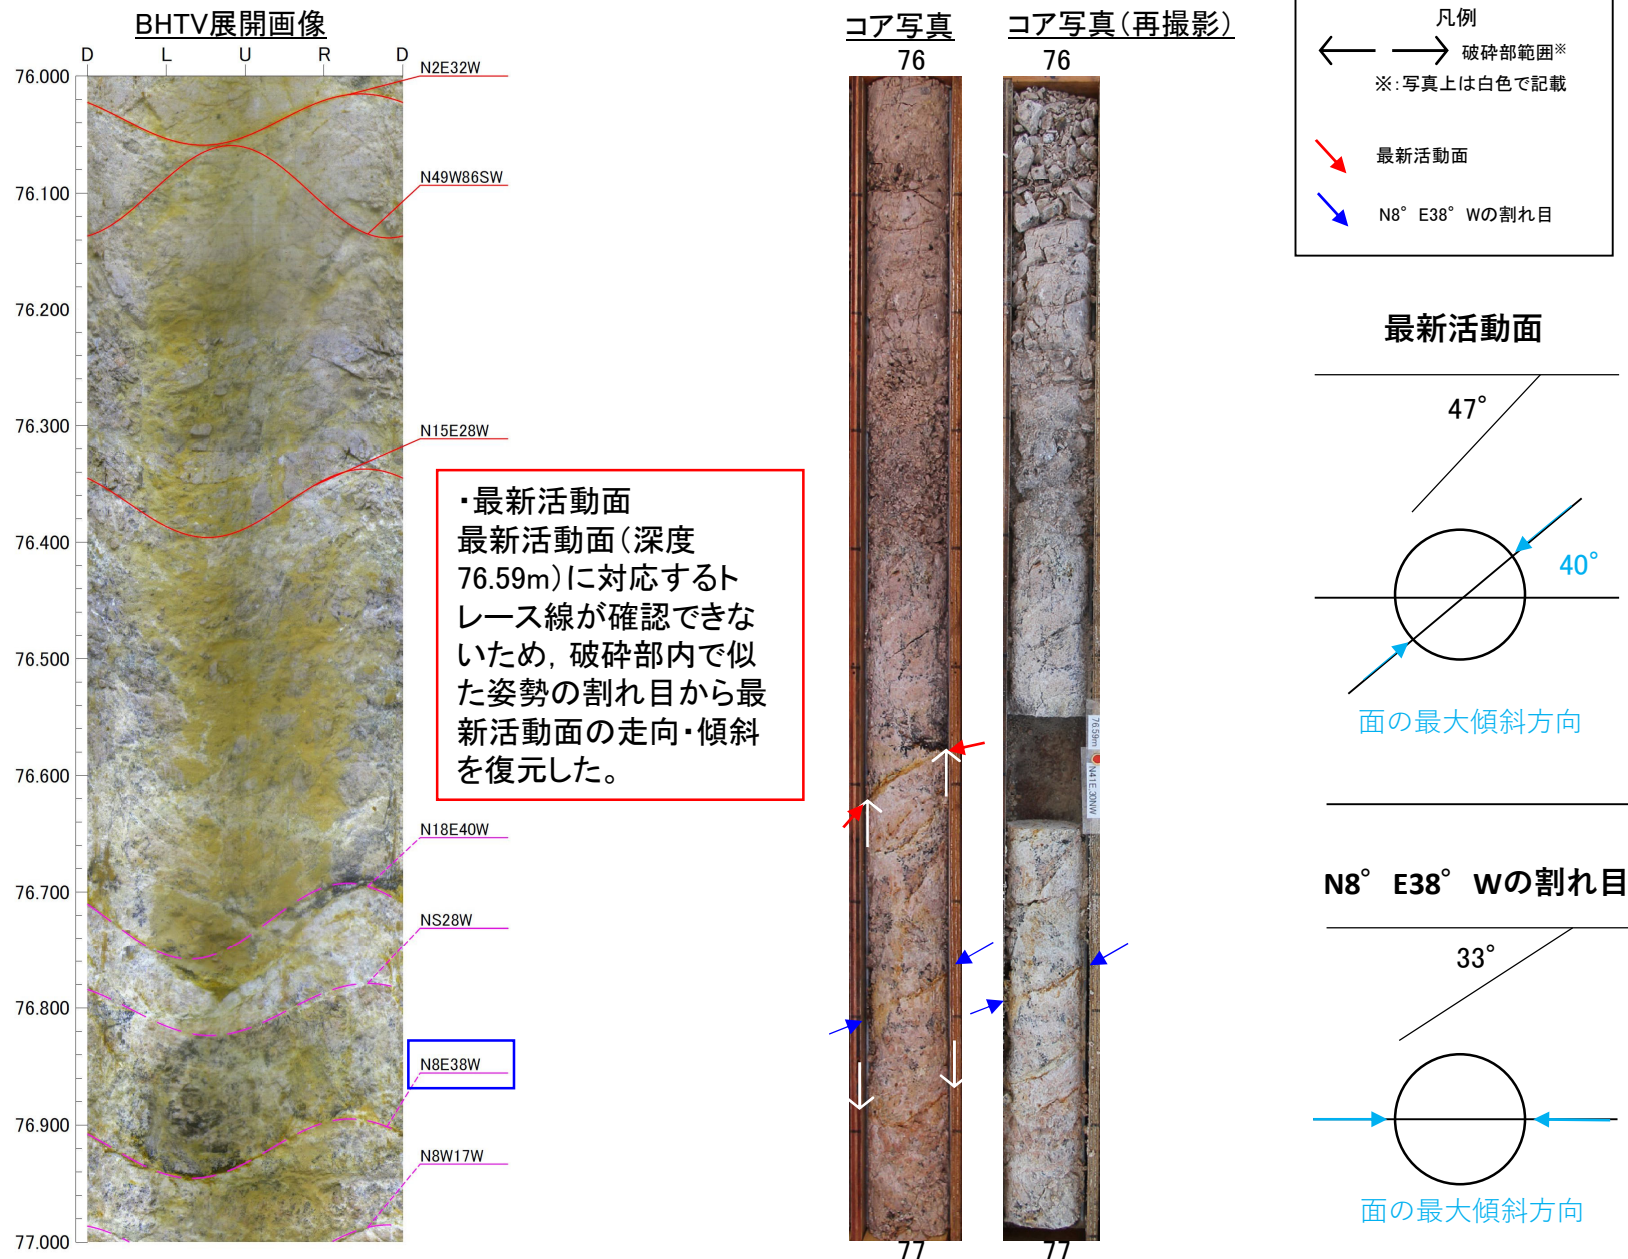 BHTV展開画像
D L U R D
76.000
76.100
76.200
76.300
76.400
76.500
76.600
76.700
76.800
76.900
77.000
N2E32W
N49W86SW
N15E28W
N18E40W
NS28W
N8E38W
N8W17W
・最新活動面
最新活動面(深度
76.59m)に対応するト
レース線が確認できな
いため,破砕部内で似
た姿勢の割れ目から最
新活動面の走向・傾斜
を復元した。
コア写真
76
77
コア写真(再撮影)
76
76.59m
N41E 30NW
77
凡例
破砕部範囲※
※:写真上は白色で記載
最新活動面
N8° E38° Wの割れ目
最新活動面
47°
40°
面の最大傾斜方向
N8° E38° Wの割れ目
33°
面の最大傾斜方向